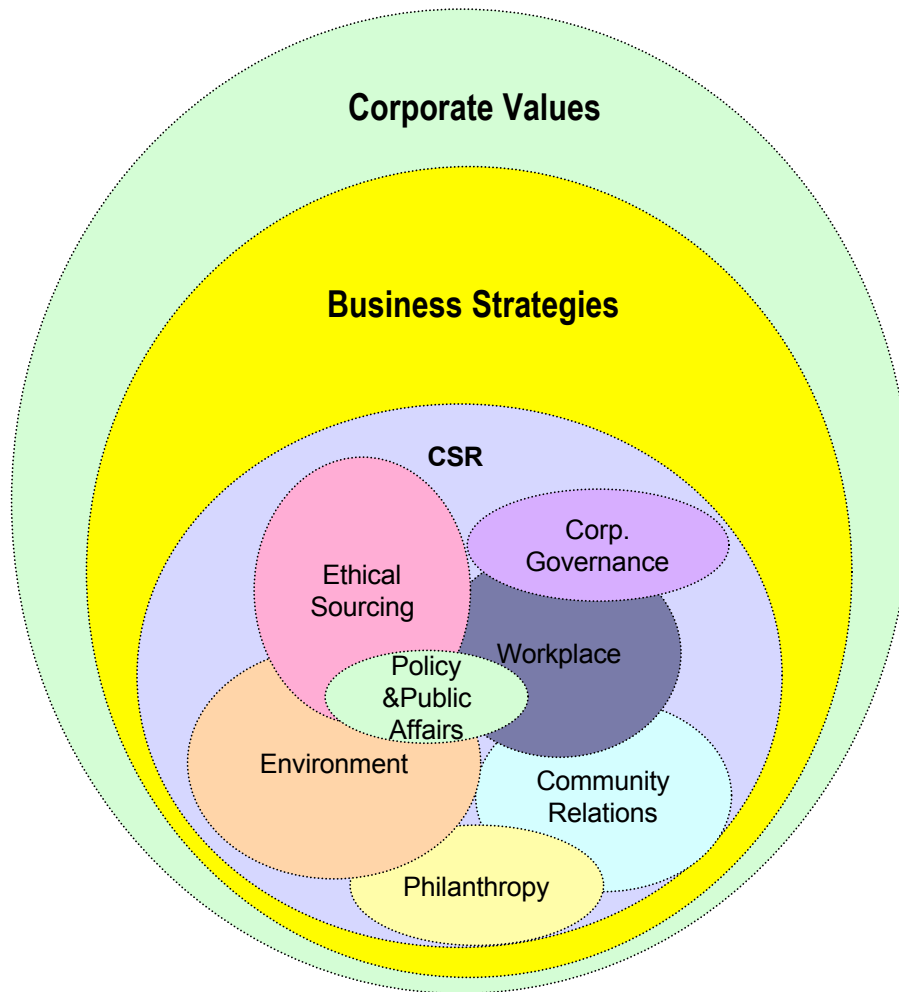 Corporate Values
Business Strategies
CSR
Corp.
Governance
Ethical
Sourcing
Workplace
Policy
&Public
Affairs
Environment
Community
Relations
Philanthropy